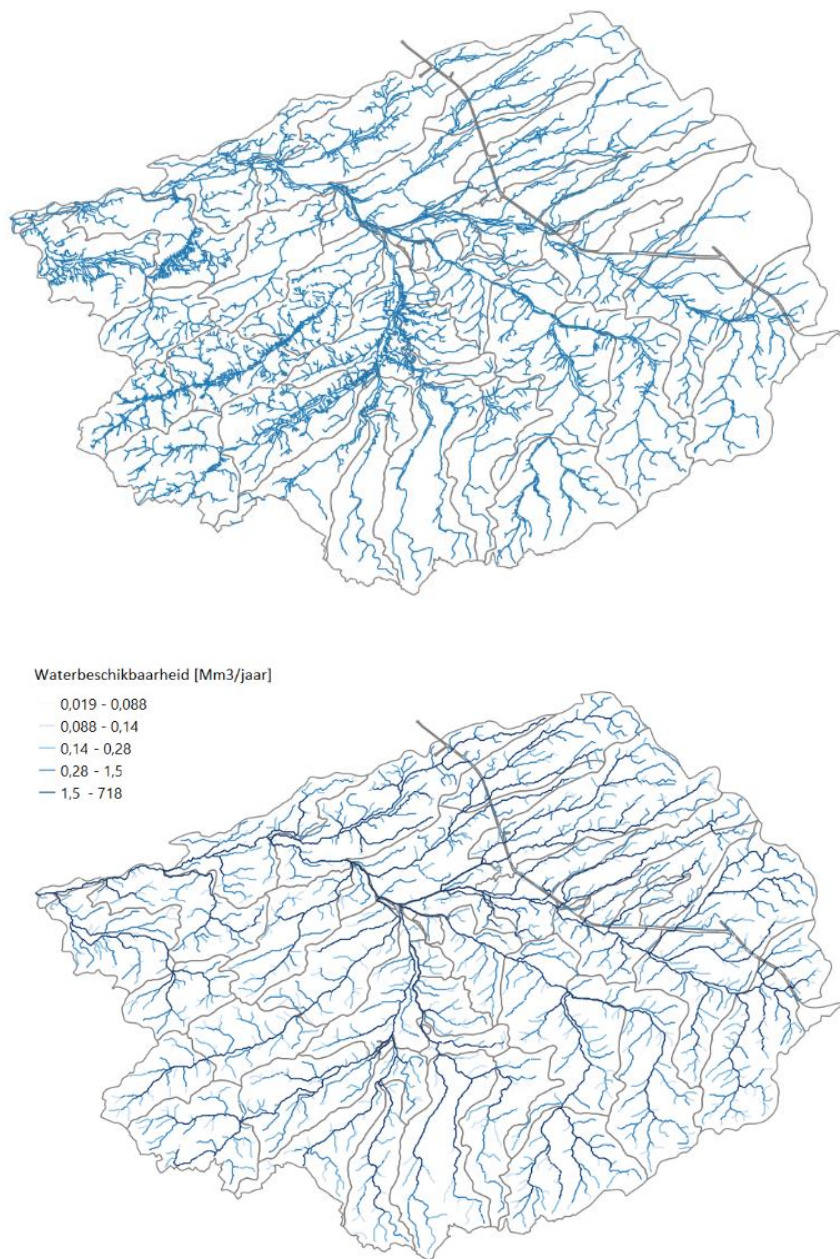 Waterbeschikbaarheid [Mm3/jaar]
0,019 - 0,088
0,088 - 0,14
0,14 - 0,28
0,28 - 1,5
1,5 - 718